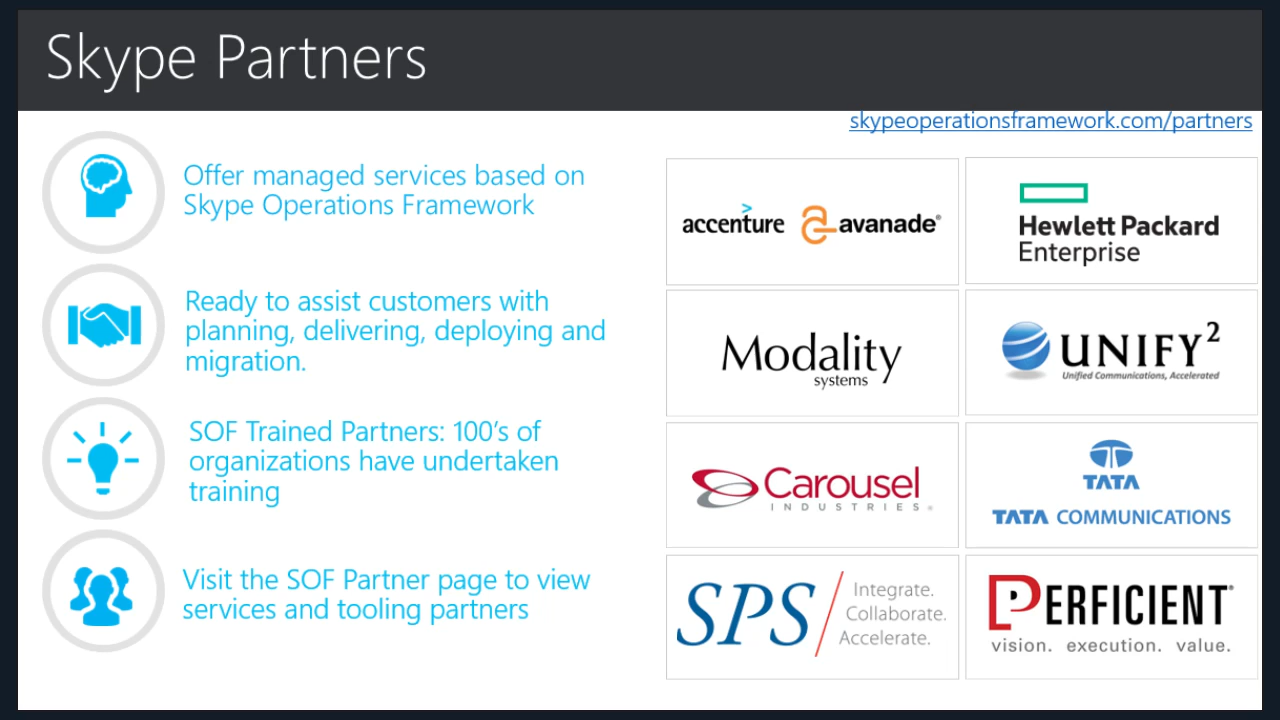 Skype Partners
skypeoperationsframework.com/partners
Offer managed services based on
Skype Operations Framework
Ready to assist customers with
planning, delivering, deploying and
migration.
SOF Trained Partners: 100's of
organizations have undertaken
training
Visit the SOF Partner page to view
services and tooling partners
accenture avanade®
Hewlett Packard
Enterprise
Modality
systems
UNIFY²
Unified Communications, Accelerated
Carousel
INDUSTRIES®
TATA
TATA COMMUNICATIONS
SPS
Integrate.
Collaborate.
Accelerate.
PERFICIENT®
vision. execution. value.